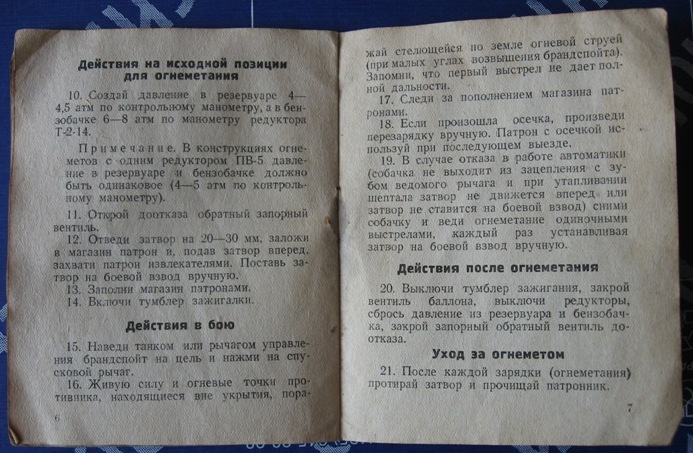 Действия на исходной позиции
для огнеметания
10. Создай давление в резервуаре 4—
4,5 атм по контрольному манометру, а в бен-
зобачке 6—8 атм по манометру редуктора
Т-2-14.
Примечание. В конструкциях огне-
метов с одним редуктором ПВ-5 давле-
ние в резервуаре и бензобачке должно
быть одинаковое (4—5 атм по контроль-
ному манометру).
11. Открой доотказа обратный запорный
вентиль.
12. Отведи затвор на 20—30 мм, заложи
в магазин патрон и, подав затвор вперед,
захвати патрон извлекателями. Поставь за-
твор на боевой взвод вручную.
13. Заполни магазин патронами.
14. Включи тумблер зажигалки.
Действия в бою
15. Наведи танком или рычагом управле-
ния брандспойт на цель и нажми на спу-
сковой рычаг.
16. Живую силу и огневые точки про-
тивника, находящиеся вне укрытия, пора-
6
жай стелющейся по земле огневой струей
(при малых углах возвышения брандспойта).
Запомни, что первый выстрел не дает пол-
ной дальности.
17. Следи за пополнением магазина пат-
ронами.
18. Если произошла осечка, произведи
перезарядку вручную. Патрон с осечкой ис-
пользуй при последующем выезде.
19. В случае отказа в работе автоматики
(собачка не выходит из зацепления с зу-
бом ведомого рычага и при утапливании
шептала затвор не движется вперед или
затвор не ставится на боевой взвод) сними
собачку и веди огнеметание одиночными
выстрелами, каждый раз устанавливая
затвор на боевой взвод вручную.
Действия после огнеметания
20. Выключи тумблер зажигания, закрой
вентиль баллона, выключи редукторы,
сбрось давление из резервуара и бензобач-
ка, закрой запорный обратный вентиль до-
отказа.
Уход за огнеметом
21. После каждой зарядки (огнеметания)
протирай затвор и прочищай патронник.
7